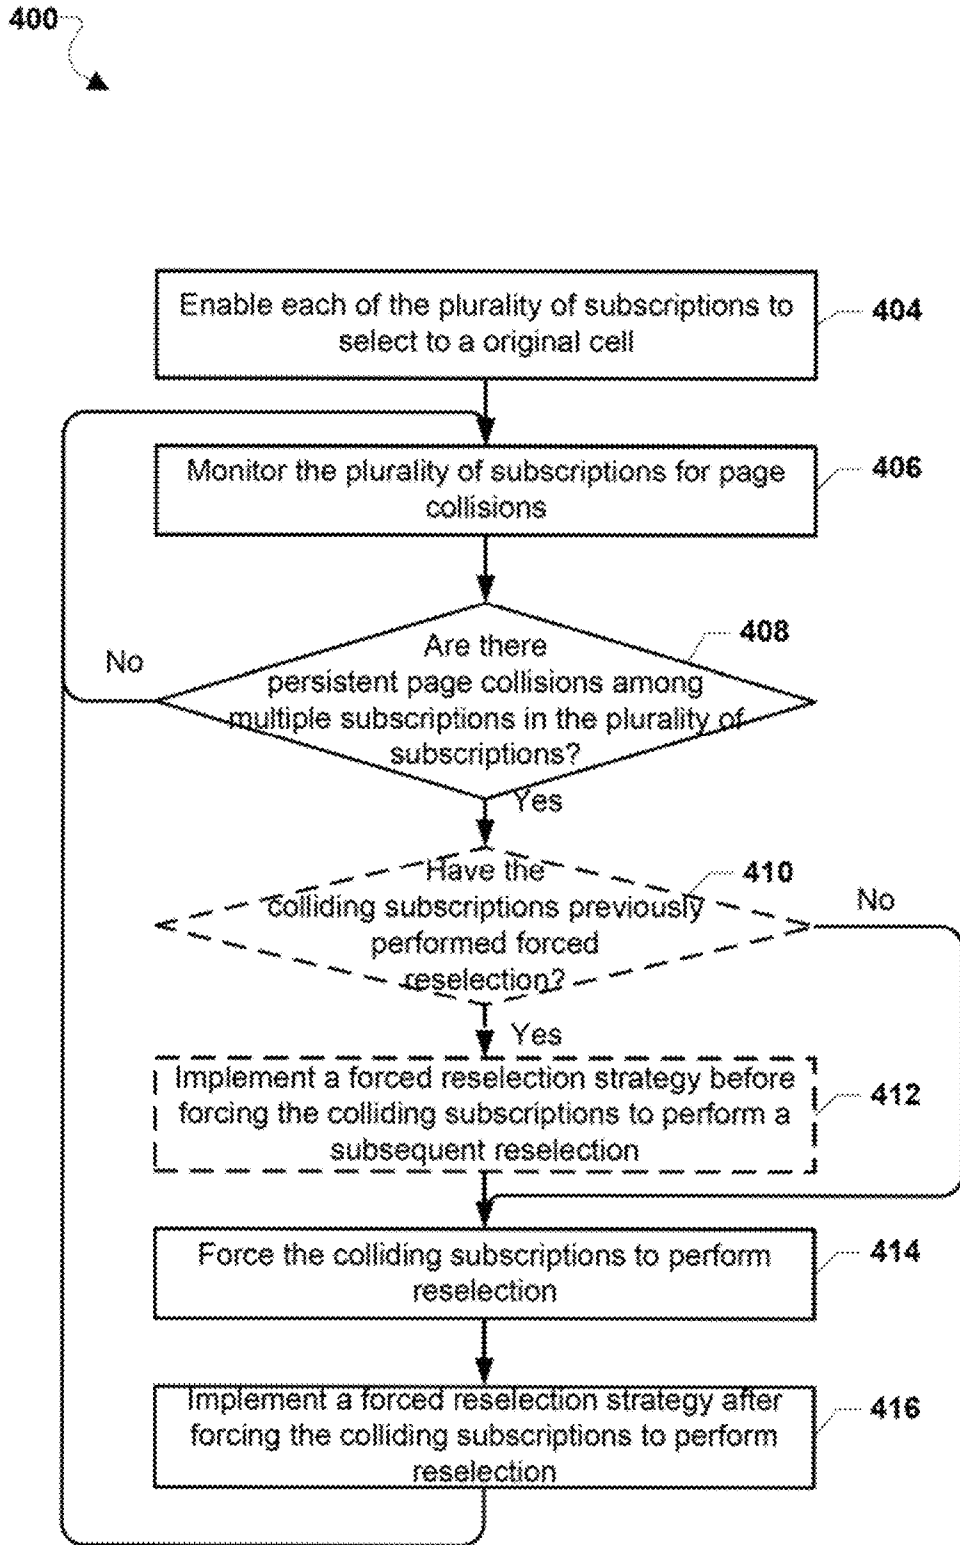 400
Enable each of the plurality of subscriptions to
select to a original cell
404
Monitor the plurality of subscriptions for page
collisions
406
Are there
persistent page collisions among
multiple subscriptions in the plurality of
subscriptions?
408
No
Yes
Have the
colliding subscriptions previously
performed forced
reselection?
410
No
Yes
Implement a forced reselection strategy before
forcing the colliding subscriptions to perform a
subsequent reselection
412
Force the colliding subscriptions to perform
reselection
414
Implement a forced reselection strategy after
forcing the colliding subscriptions to perform
reselection
416